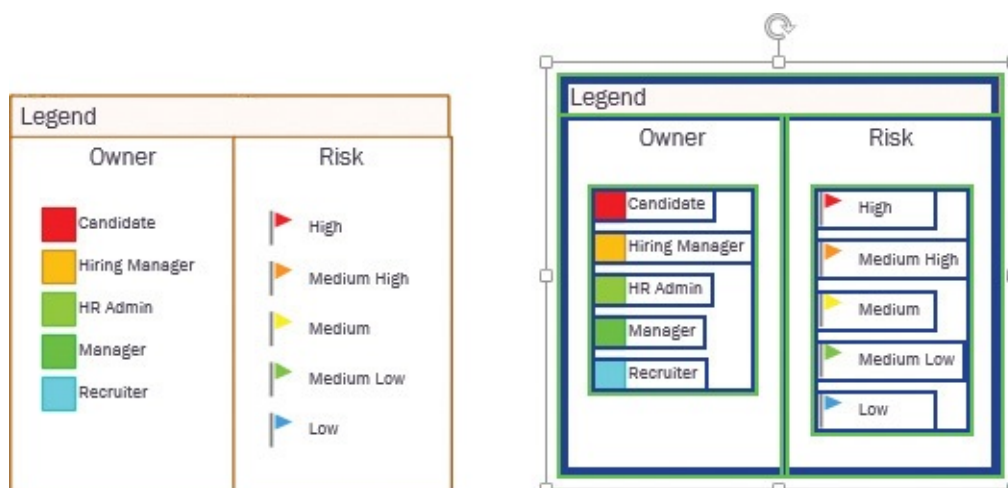 Legend
Owner
Candidate
Hiring Manager
HR Admin
Manager
Recruiter
Risk
High
Medium High
Medium
Medium Low
Low
Legend
Owner
Candidate
Hiring Manager
HR Admin
Manager
Recruiter
Risk
High
Medium High
Medium
Medium Low
Low